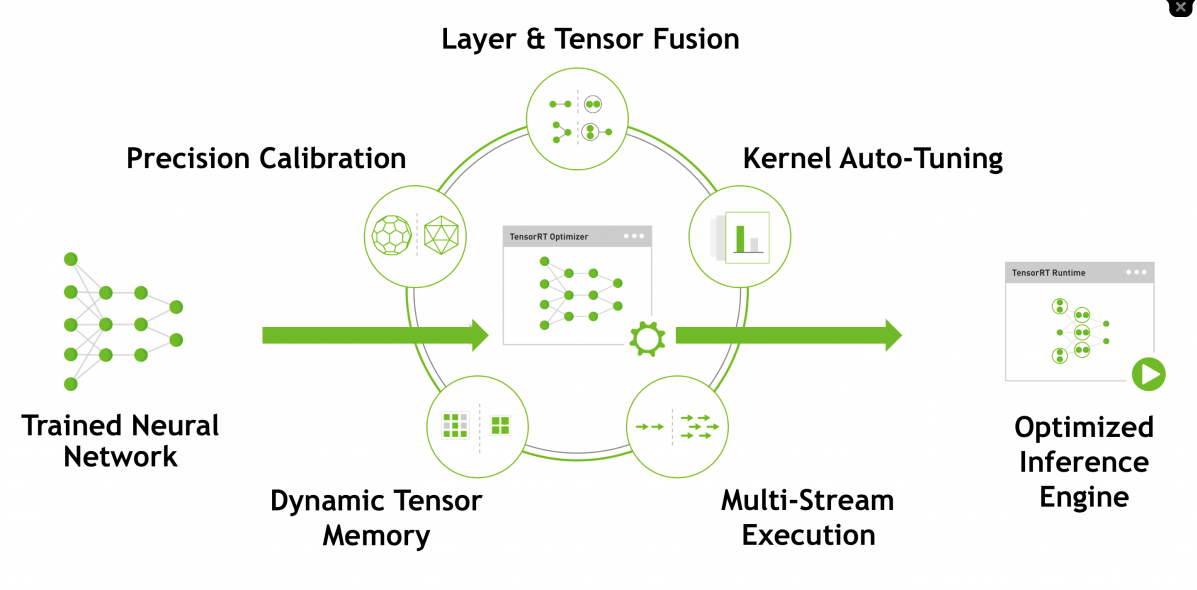 Layer & Tensor Fusion
Precision Calibration
Kernel Auto-Tuning
TensorRT Optimizer
TensorRT Runtime
Trained Neural
Network
Optimized
Inference
Engine
Dynamic Tensor
Memory
Multi-Stream
Execution